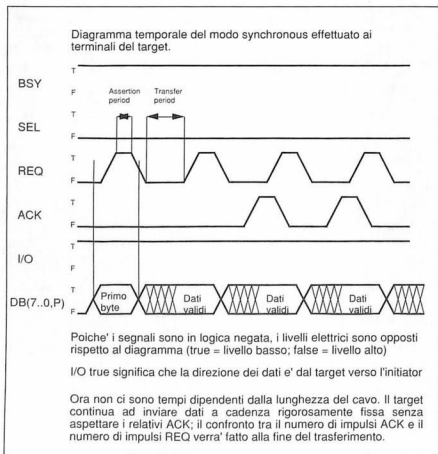 Diagramma temporale del modo synchronous effettuato ai
terminali del target.
T
BSY
F
Assertion
period
Transfer
period
T
SEL
F
T
REQ
F
T
ACK
F
T
I/O
F
T
DB(7..0,P)
F
Primo
byte
Dati
validi
Dati
validi
Dati
validi
Poiche' i segnali sono in logica negata, i livelli elettrici sono opposti
rispetto al diagramma (true = livello basso; false = livello alto)
I/O true significa che la direzione dei dati e' dal target verso l'initiator
Ora non ci sono tempi dipendenti dalla lunghezza del cavo. Il target
continua ad inviare dati a cadenza rigorosamente fissa senza
aspettare i relativi ACK; il confronto tra il numero di impulsi ACK e il
numero di impulsi REQ verra' fatto alla fine del trasferimento.